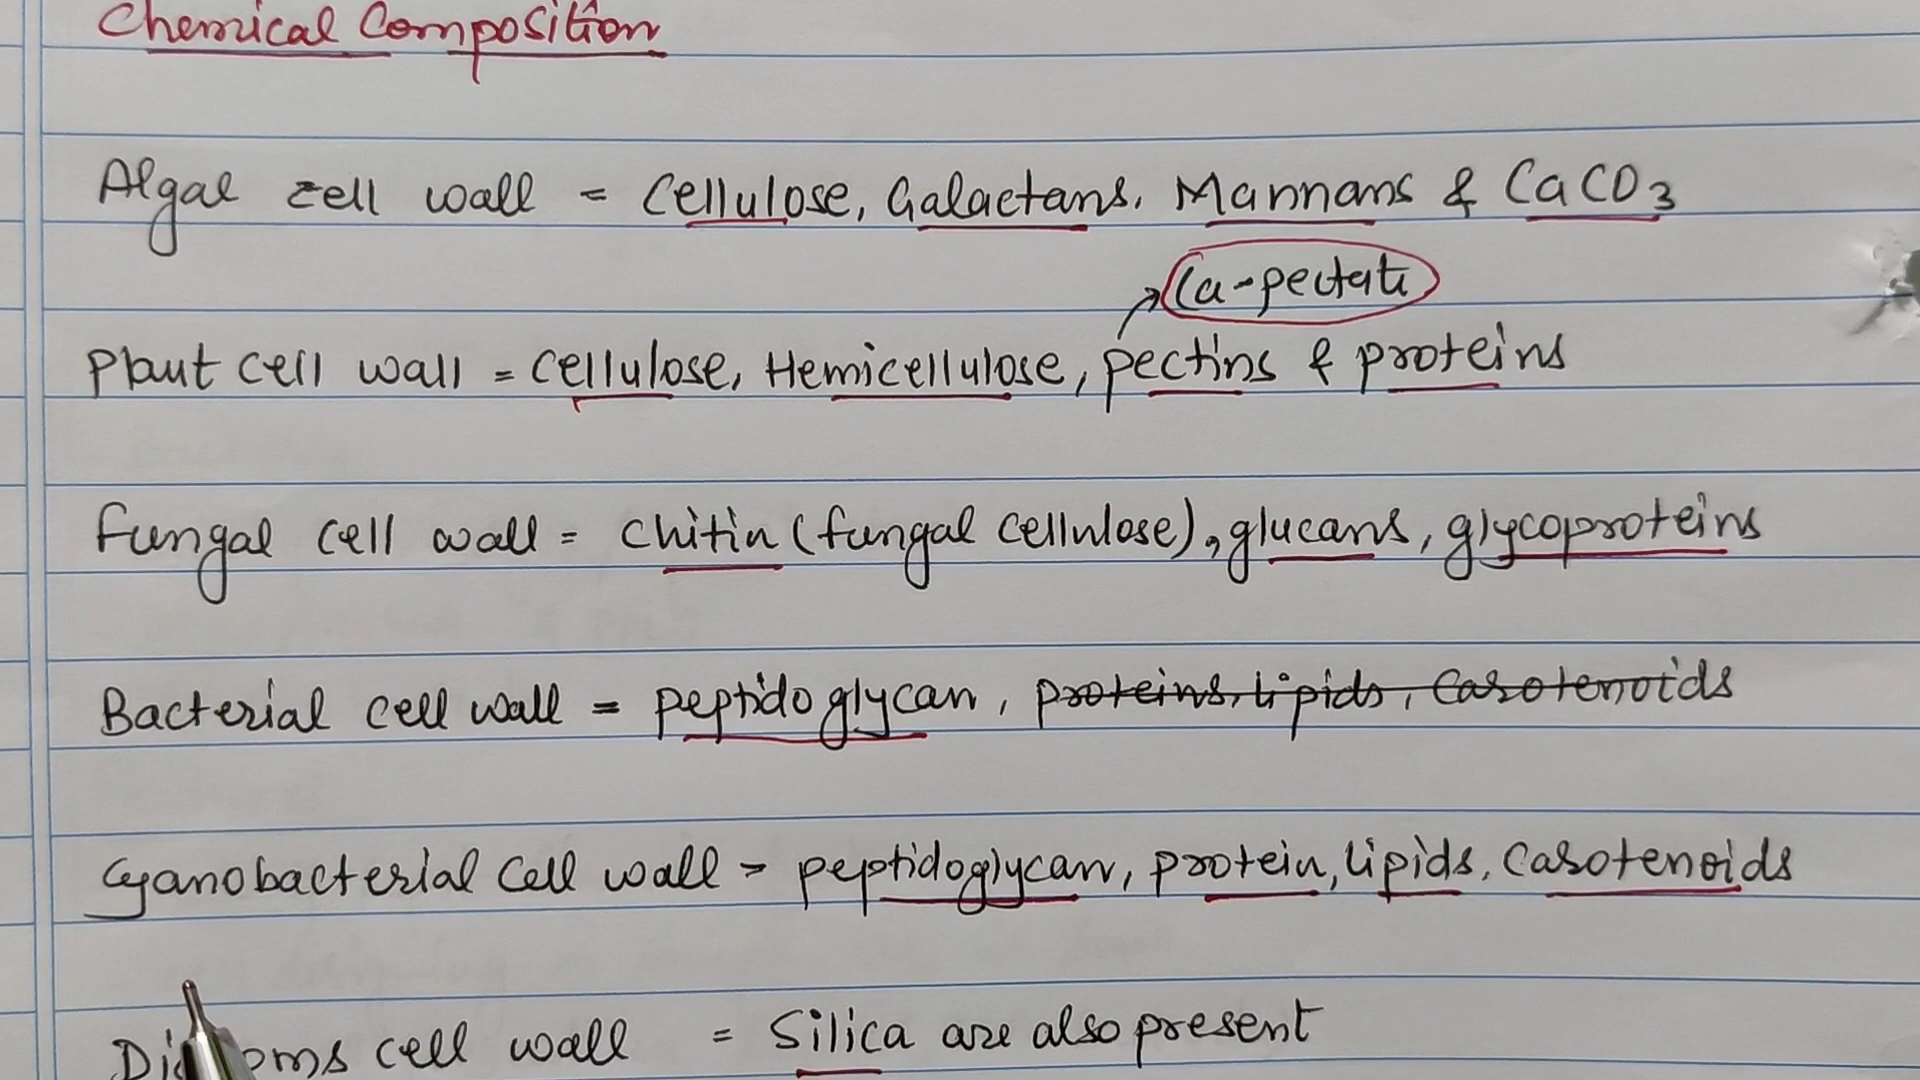 Chemical Composition
Algal cell wall = Cellulose, Galactans, Mannans & CaCO3
Ca-pectate
Plant cell wall = Cellulose, Hemicellulose, pectins & proteins
Fungal cell wall = chitin (fungal cellulose), glucans, glycoproteins
Bacterial cell wall = peptidoglycan, proteins, lipids, Carotenoids
Cyanobacterial Cell wall = peptidoglycan, protein, lipids, Carotenoids
cell wall = Silica are also present